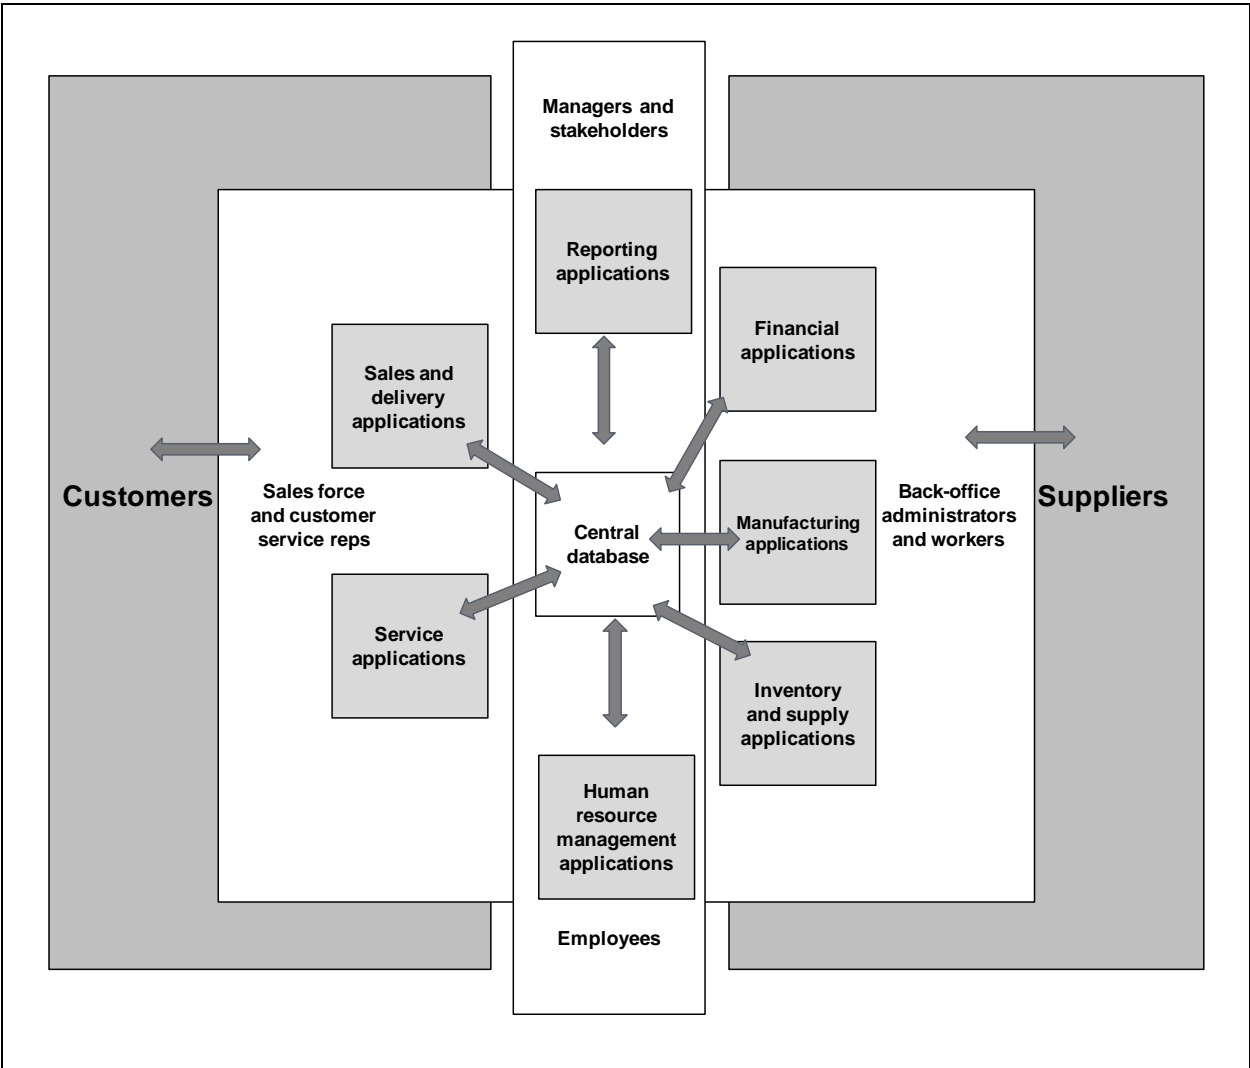 Managers and
stakeholders
Reporting
applications
Financial
applications
Sales and
delivery
applications
Customers
Sales force
and customer
service reps
Central
database
Manufacturing
applications
Back-office
administrators
and workers
Suppliers
Service
applications
Inventory
and supply
applications
Human
resource
management
applications
Employees